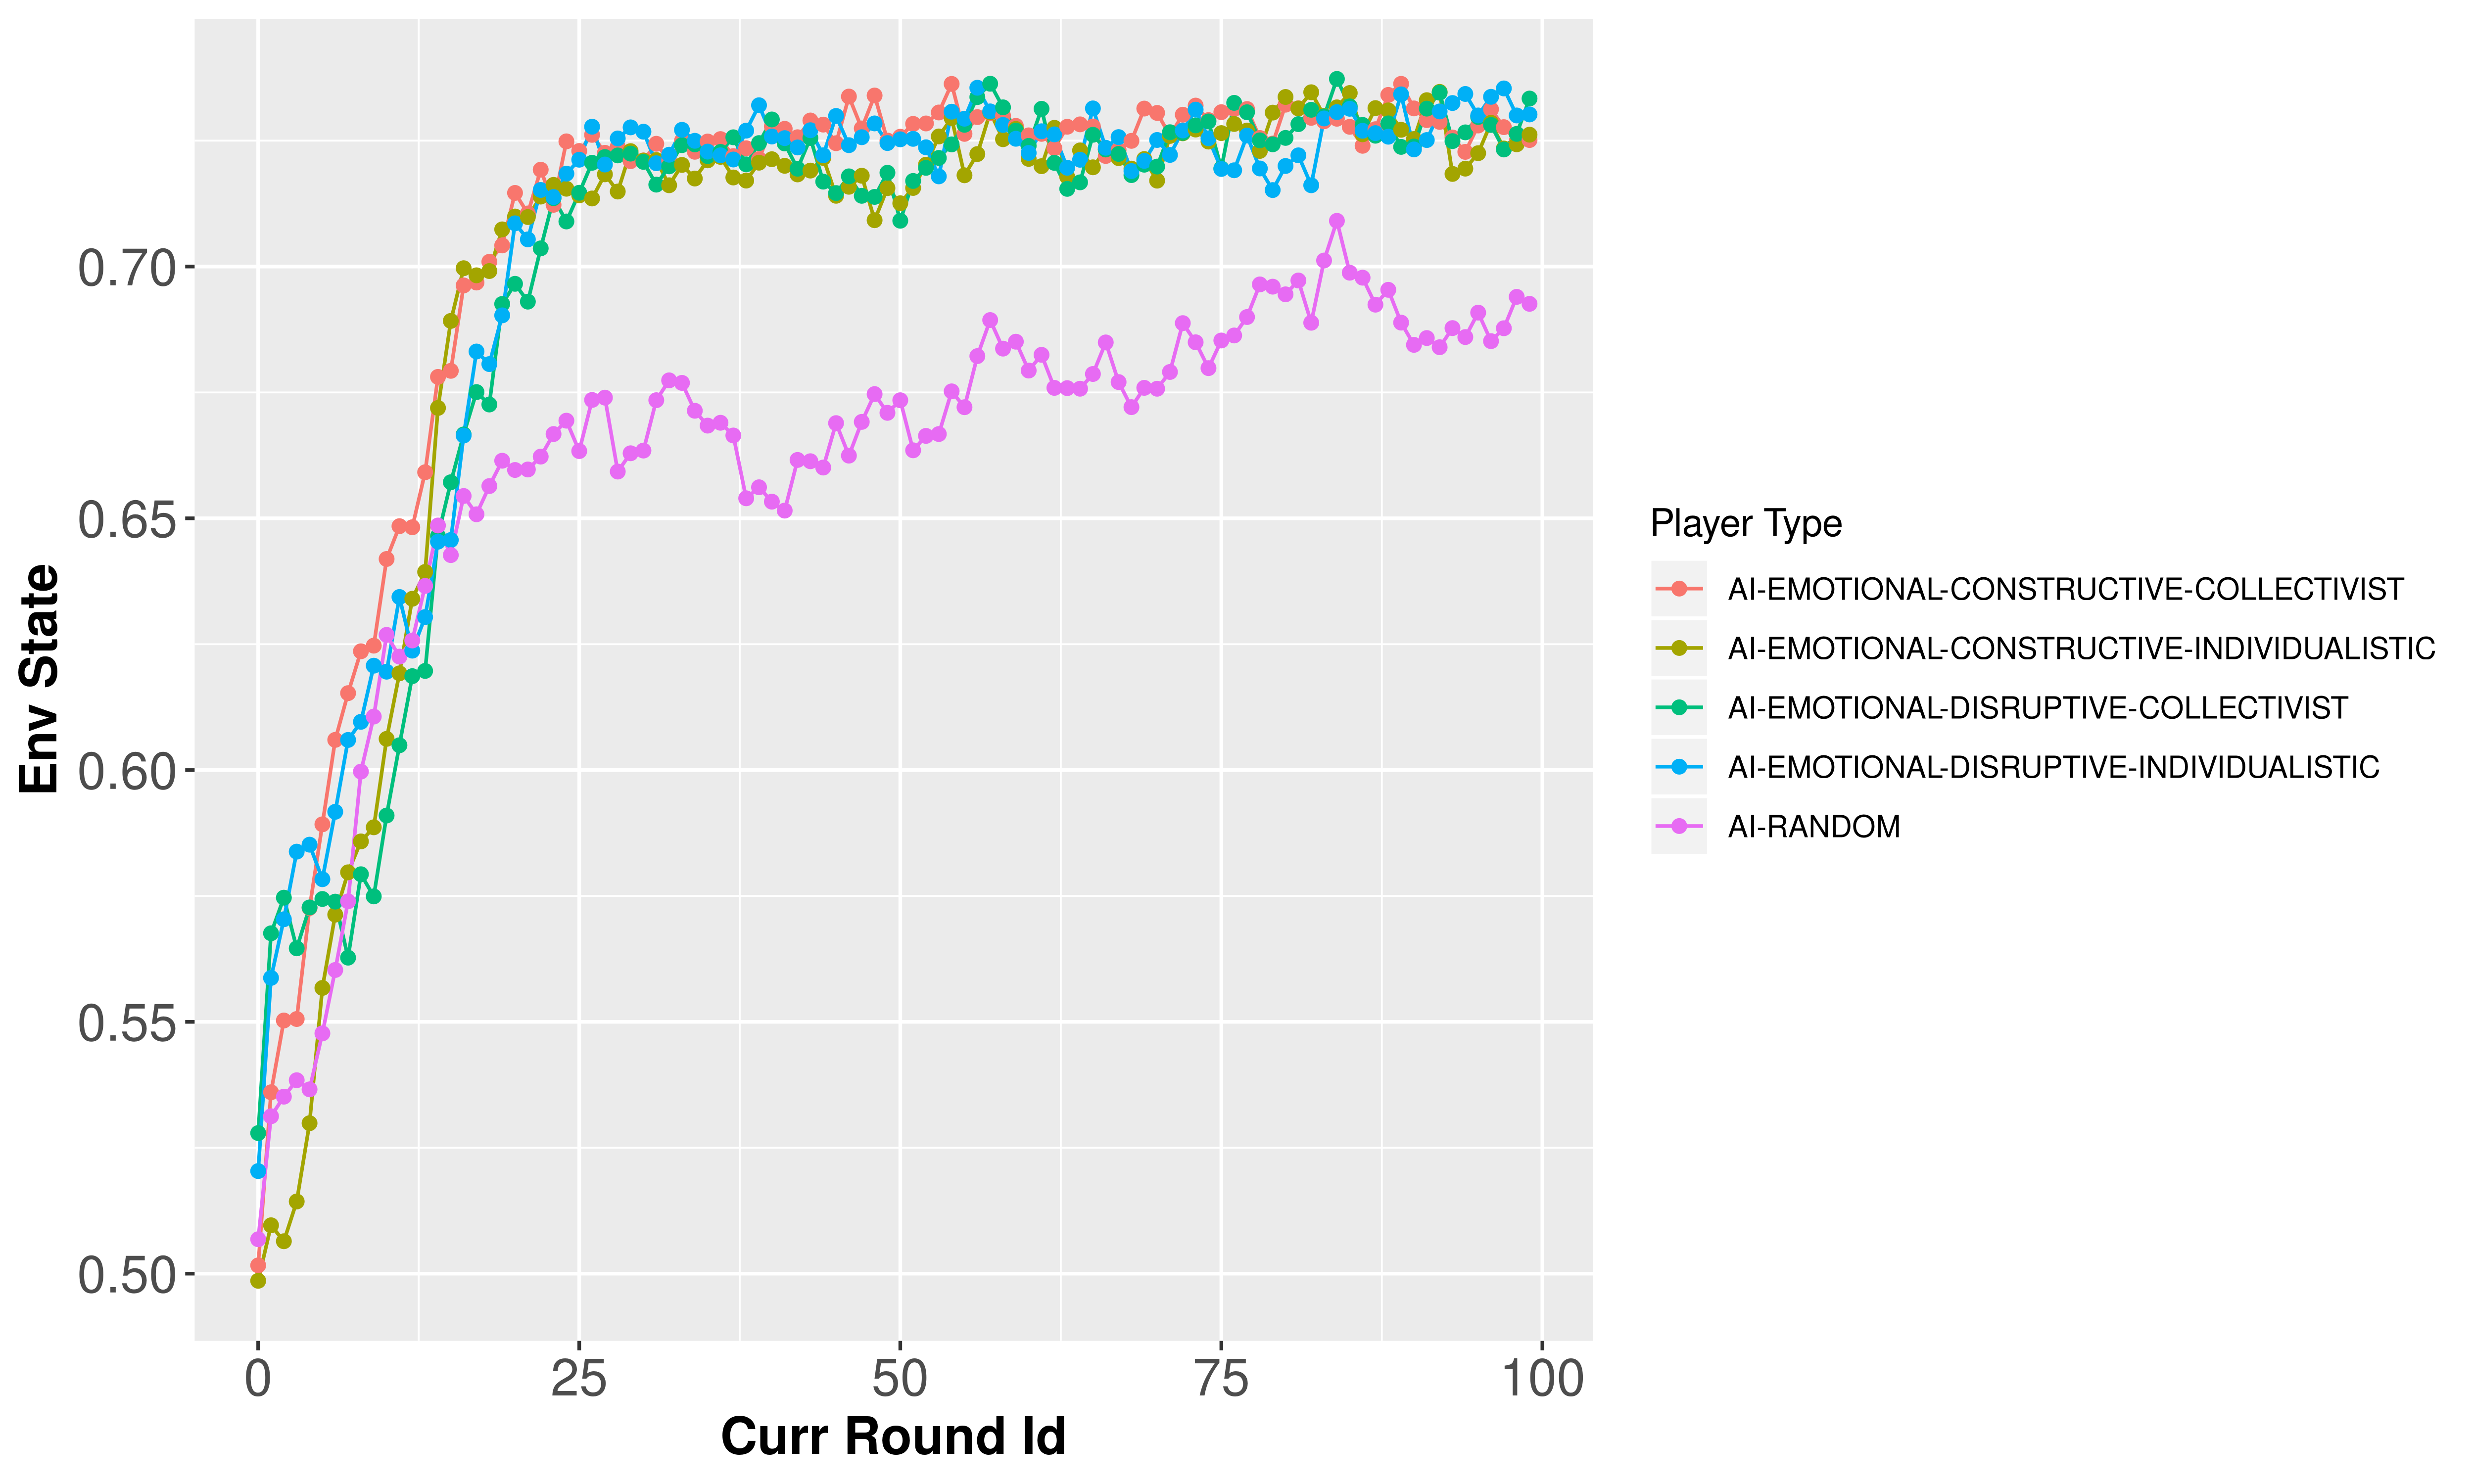 0.70
0.65
0.60
0.55
0.50
Env State
0
25
50
75
100
Curr Round Id
Player Type
AI-EMOTIONAL-CONSTRUCTIVE-COLLECTIVIST
AI-EMOTIONAL-CONSTRUCTIVE-INDIVIDUALISTIC
AI-EMOTIONAL-DISRUPTIVE-COLLECTIVIST
AI-EMOTIONAL-DISRUPTIVE-INDIVIDUALISTIC
AI-RANDOM